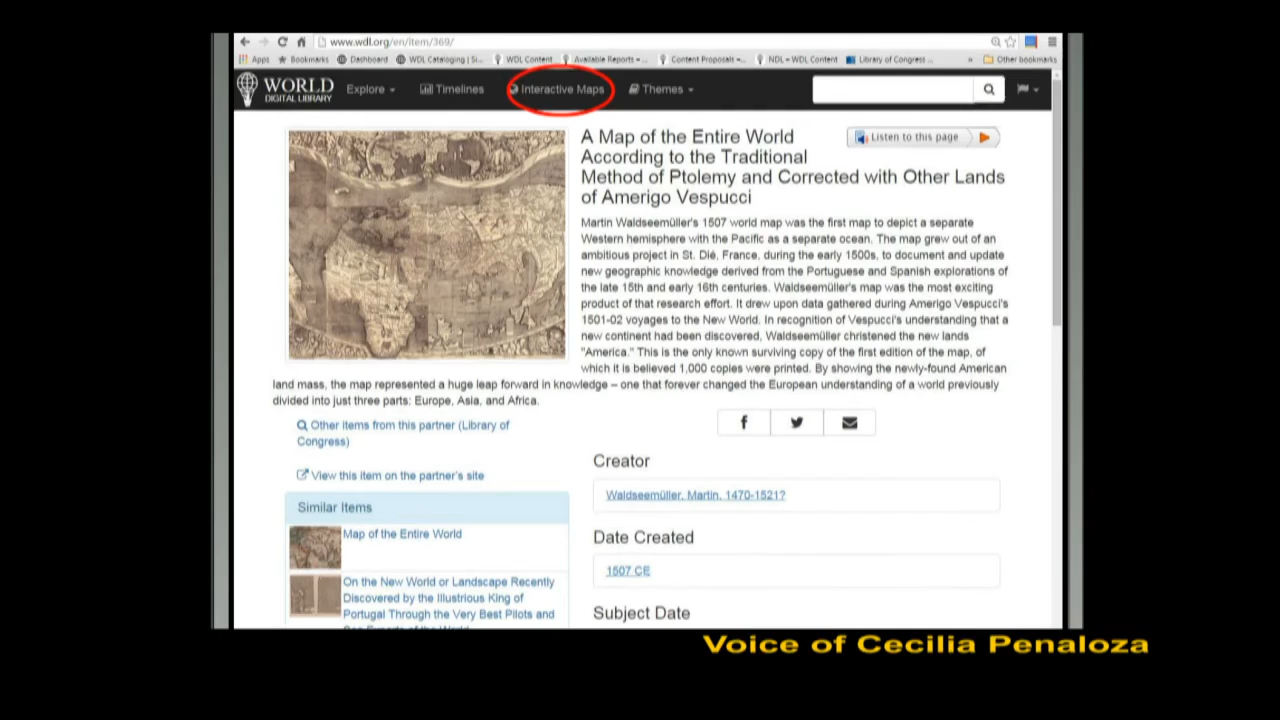 www.wdl.org/en/item/369/
Apps Bookmarks Dashboard WDL Cataloging | Si... WDL Content Available Reports - ... Content Proposals - ... NDL - WDL Content Library of Congress ... » Other bookmarks
WORLD
DIGITAL LIBRARY
Explore Timelines Interactive Maps Themes
A Map of the Entire World
According to the Traditional
Method of Ptolemy and Corrected with Other Lands
of Amerigo Vespucci
Listen to this page
Martin Waldseemüller's 1507 world map was the first map to depict a separate
Western hemisphere with the Pacific as a separate ocean. The map grew out of an
ambitious project in St. Dié, France, during the early 1500s, to document and update
new geographic knowledge derived from the Portuguese and Spanish explorations of
the late 15th and early 16th centuries. Waldseemüller's map was the most exciting
product of that research effort. It drew upon data gathered during Amerigo Vespucci's
1501-02 voyages to the New World. In recognition of Vespucci's understanding that a
new continent had been discovered, Waldseemüller christened the new lands
"America." This is the only known surviving copy of the first edition of the map, of
which it is believed 1,000 copies were printed. By showing the newly-found American
land mass, the map represented a huge leap forward in knowledge – one that forever changed the European understanding of a world previously
divided into just three parts: Europe, Asia, and Africa.
Other items from this partner (Library of
Congress)
View this item on the partner's site
Similar Items
Map of the Entire World
On the New World or Landscape Recently
Discovered by the Illustrious King of
Portugal Through the Very Best Pilots and
Creator
Waldseemüller, Martin, 1470-1521?
Date Created
1507 CE
Subject Date
Voice of Cecilia Penaloza